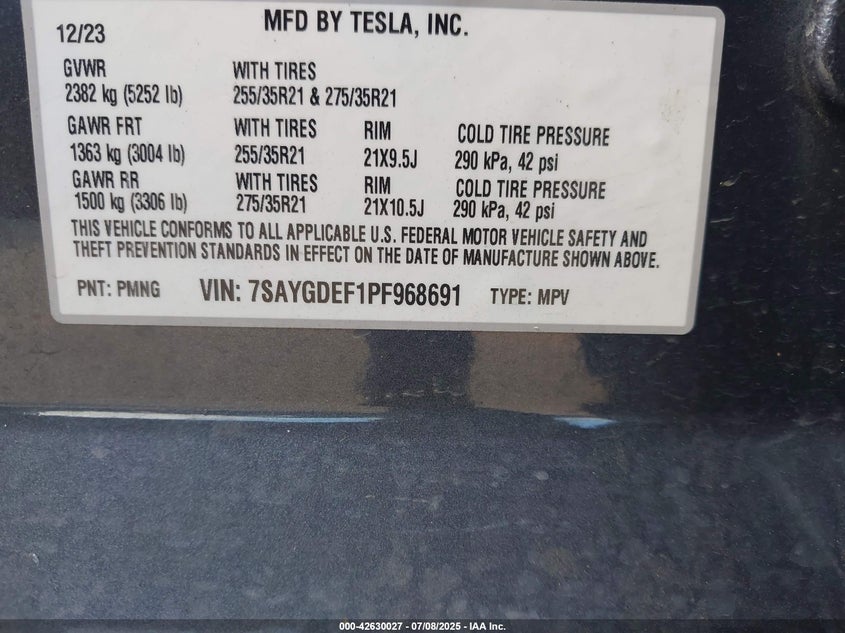 MFD BY TESLA, INC.
12/23
GVWR WITH TIRES
2382 kg (5252 lb) 255/35R21 & 275/35R21
GAWR FRT WITH TIRES RIM COLD TIRE PRESSURE
1363 kg (3004 lb) 255/35R21 21X9.5J 290 kPa, 42 psi
GAWR RR WITH TIRES RIM COLD TIRE PRESSURE
1500 kg (3306 lb) 275/35R21 21X10.5J 290 kPa, 42 psi
THIS VEHICLE CONFORMS TO ALL APPLICABLE U.S. FEDERAL MOTOR VEHICLE SAFETY AND
THEFT PREVENTION STANDARDS IN EFFECT ON THE DATE OF MANUFACTURE SHOWN ABOVE.
PNT: PMNG VIN: 7SAYGDEF1PF968691 TYPE: MPV
000-42630027 - 07/08/2025 - IAA Inc.